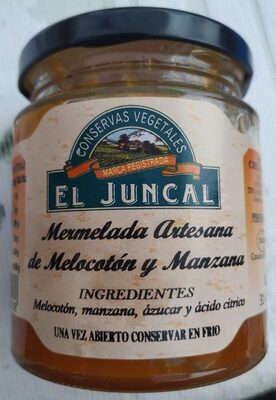 CONSERVAS VEGETALES
MARCA REGISTRADA
EL JUNCAL
Mermelada Artesana
de Melocotón y Manzana
INGREDIENTES
Melocotón, manzana, ázucar y ácido cítrico
UNA VEZ ABIERTO CONSERVAR EN FRIO